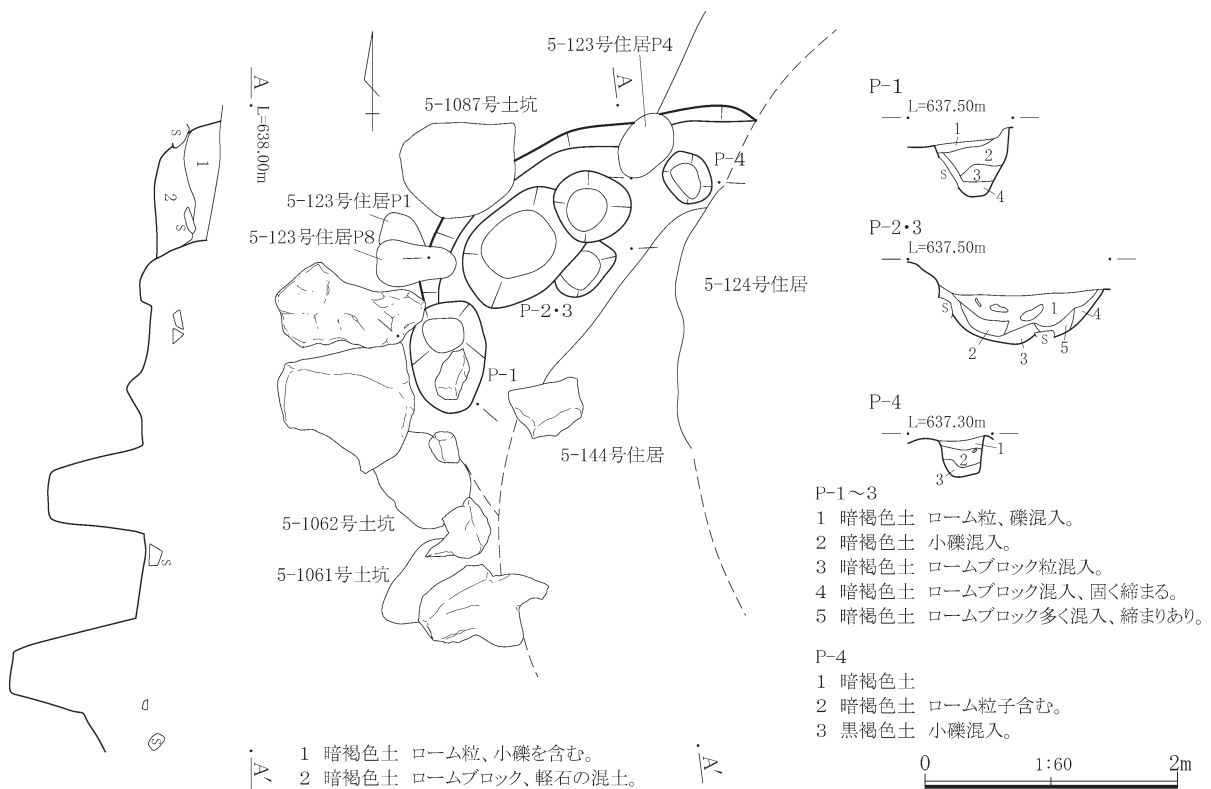 5-123号住居P4
A
L=638.00m
A
5-1087号土坑
P-4
5-123号住居P1
5-123号住居P8
5-124号住居
P-2・3
P-1
5-144号住居
5-1062号土坑
5-1061号土坑
S
1
2
S
S
S
A'
A'
1 暗褐色土 ローム粒、小礫を含む。
2 暗褐色土 ロームブロック、軽石の混土。
P-1
L=637.50m
1
2
S
3
4
P-2・3
L=637.50m
S
1
4
2
3
S
5
P-4
L=637.30m
1
2
3
P-1～3
1 暗褐色土 ローム粒、礫混入。
2 暗褐色土 小礫混入。
3 暗褐色土 ロームブロック粒混入。
4 暗褐色土 ロームブロック混入、固く締まる。
5 暗褐色土 ロームブロック多く混入、締まりあり。
P-4
1 暗褐色土
2 暗褐色土 ローム粒子含む。
3 黒褐色土 小礫混入。
0 1:60 2m